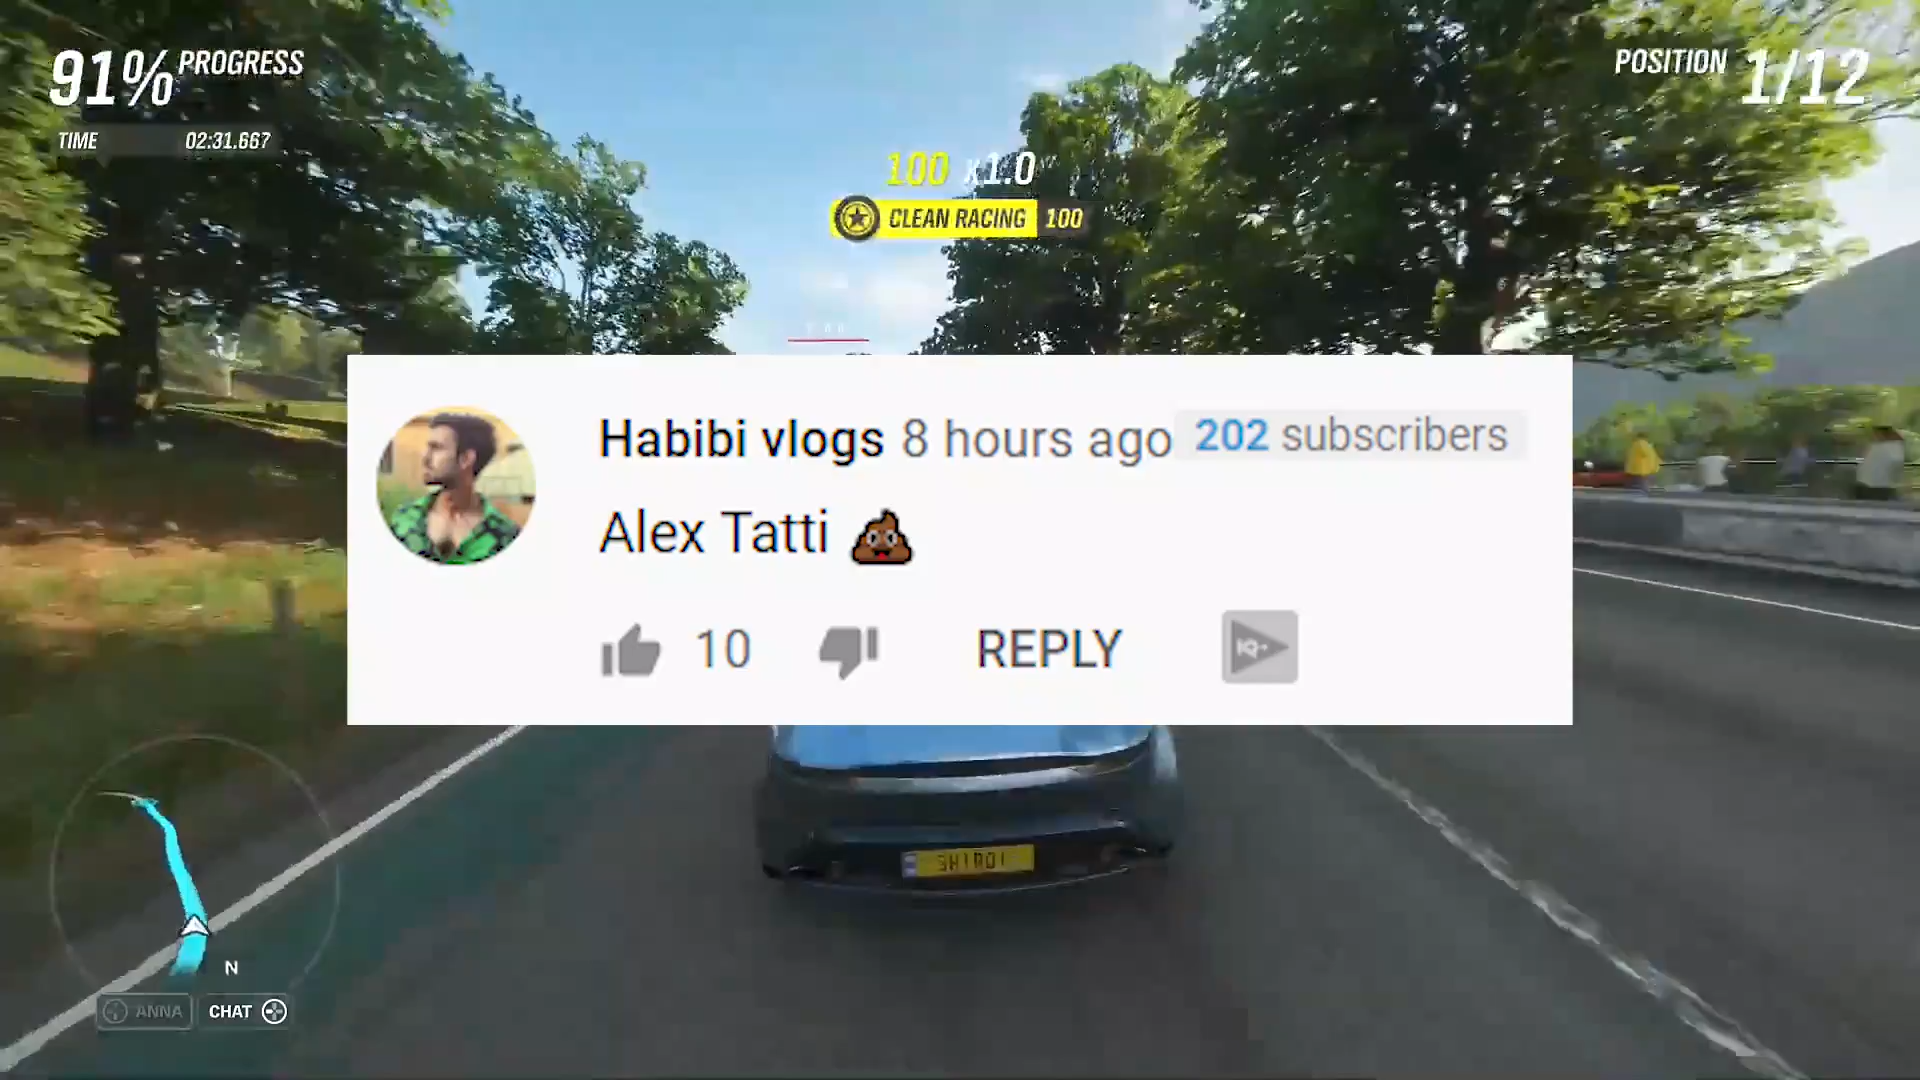 91% PROGRESS
TIME 02:31.667
POSITION 1/12
100 x1.0
CLEAN RACING 100
Habibi vlogs 8 hours ago 202 subscribers
Alex Tatti 💩
10 REPLY
IQ
N
ANNA CHAT